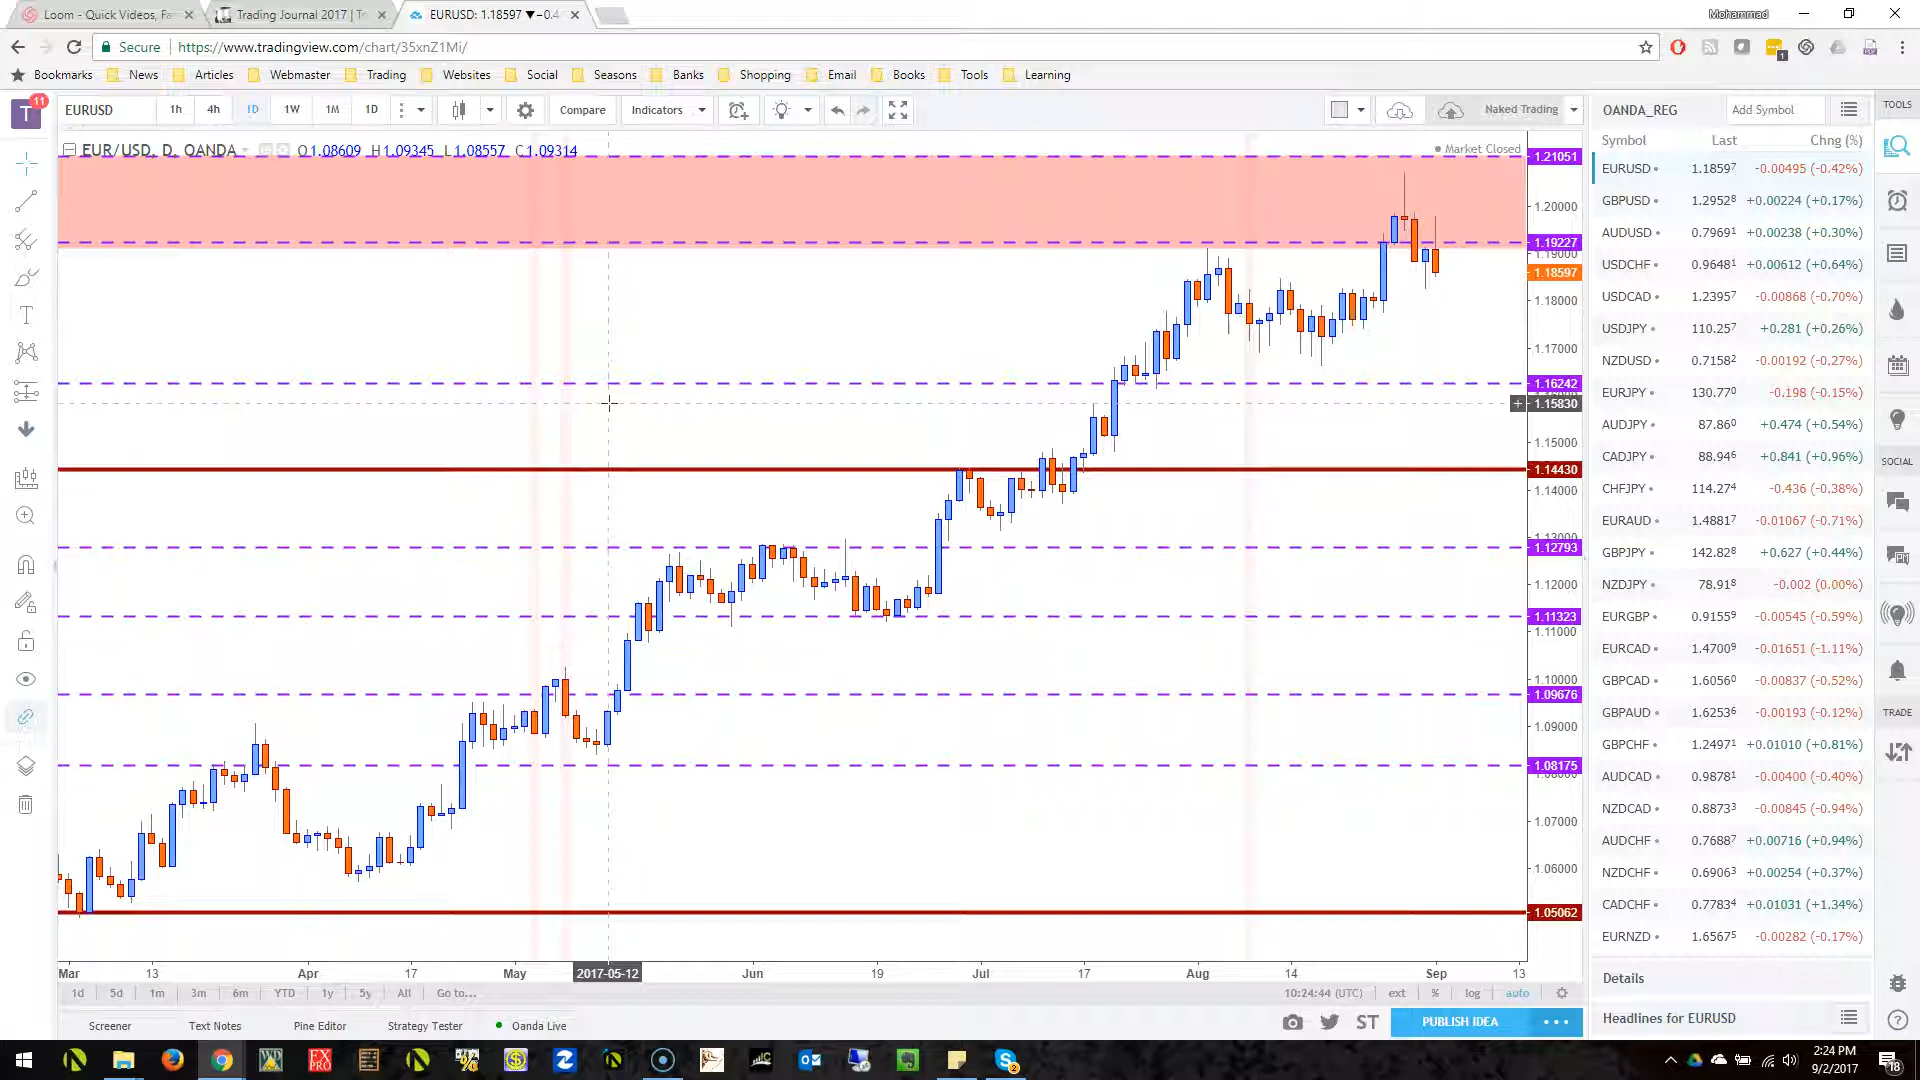 Loom - Quick Videos, Fa
Trading Journal 2017 | T
EURUSD: 1.18597 ▼−0.4
Mohammad
Secure
https://www.tradingview.com/chart/35xnZ1Mi/
1
Bookmarks
News
Articles
Webmaster
Trading
Websites
Social
Seasons
Banks
Shopping
Email
Books
Tools
Learning
T
11
EURUSD
1h
4h
1D
1W
1M
1D
Compare
Indicators
Naked Trading
OANDA_REG
Add Symbol
TOOLS
EUR/USD, D, OANDA
O1.08609 H1.09345 L1.08557 C1.09314
Market Closed
1.21051
1.20000
1.19227
1.19000
1.18597
1.18000
1.17000
1.16242
1.15830
1.15000
1.14430
1.14000
1.13000
1.12793
1.12000
1.11323
1.11000
1.10000
1.09676
1.09000
1.08175
1.07000
1.06000
1.05062
Mar
13
Apr
17
May
2017-05-12
Jun
19
Jul
17
Aug
14
Sep
13
Symbol Last Chng (%)
EURUSD 1.18597 -0.00495 (-0.42%)
GBPUSD 1.29528 +0.00224 (+0.17%)
AUDUSD 0.79691 +0.00238 (+0.30%)
USDCHF 0.96481 +0.00612 (+0.64%)
USDCAD 1.23957 -0.00868 (-0.70%)
USDJPY 110.257 +0.281 (+0.26%)
NZDUSD 0.71582 -0.00192 (-0.27%)
EURJPY 130.770 -0.198 (-0.15%)
AUDJPY 87.860 +0.474 (+0.54%)
CADJPY 88.946 +0.841 (+0.96%)
CHFJPY 114.274 -0.436 (-0.38%)
EURAUD 1.48817 -0.01067 (-0.71%)
GBPJPY 142.828 +0.627 (+0.44%)
NZDJPY 78.918 -0.002 (0.00%)
EURGBP 0.91559 -0.00545 (-0.59%)
EURCAD 1.47009 -0.01651 (-1.11%)
GBPCAD 1.60560 -0.00837 (-0.52%)
GBPAUD 1.62536 -0.00193 (-0.12%)
GBPCHF 1.24971 +0.01010 (+0.81%)
AUDCAD 0.98781 -0.00400 (-0.40%)
NZDCAD 0.88733 -0.00845 (-0.94%)
AUDCHF 0.76887 +0.00716 (+0.94%)
NZDCHF 0.69063 +0.00254 (+0.37%)
CADCHF 0.77834 +0.01031 (+1.34%)
EURNZD 1.65675 -0.00282 (-0.17%)
SOCIAL
TRADE
Details
Headlines for EURUSD
1d
5d
1m
3m
6m
YTD
1y
5y
All
Go to...
10:24:44 (UTC)
ext
%
log
auto
Screener
Text Notes
Pine Editor
Strategy Tester
Oanda Live
ST
PUBLISH IDEA
FX
PRO
2
2:24 PM
9/2/2017
18